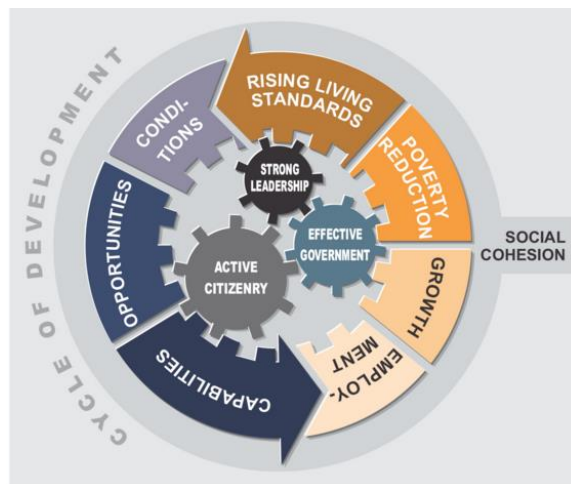 CYCLE OF DEVELOPMENT
RISING LIVING
STANDARDS
POVERTY
REDUCTION
GROWTH
EMPLOY-
MENT
CAPABILITIES
OPPORTUNITIES
CONDI-
TIONS
STRONG
LEADERSHIP
EFFECTIVE
GOVERNMENT
ACTIVE
CITIZENRY
SOCIAL
COHESION